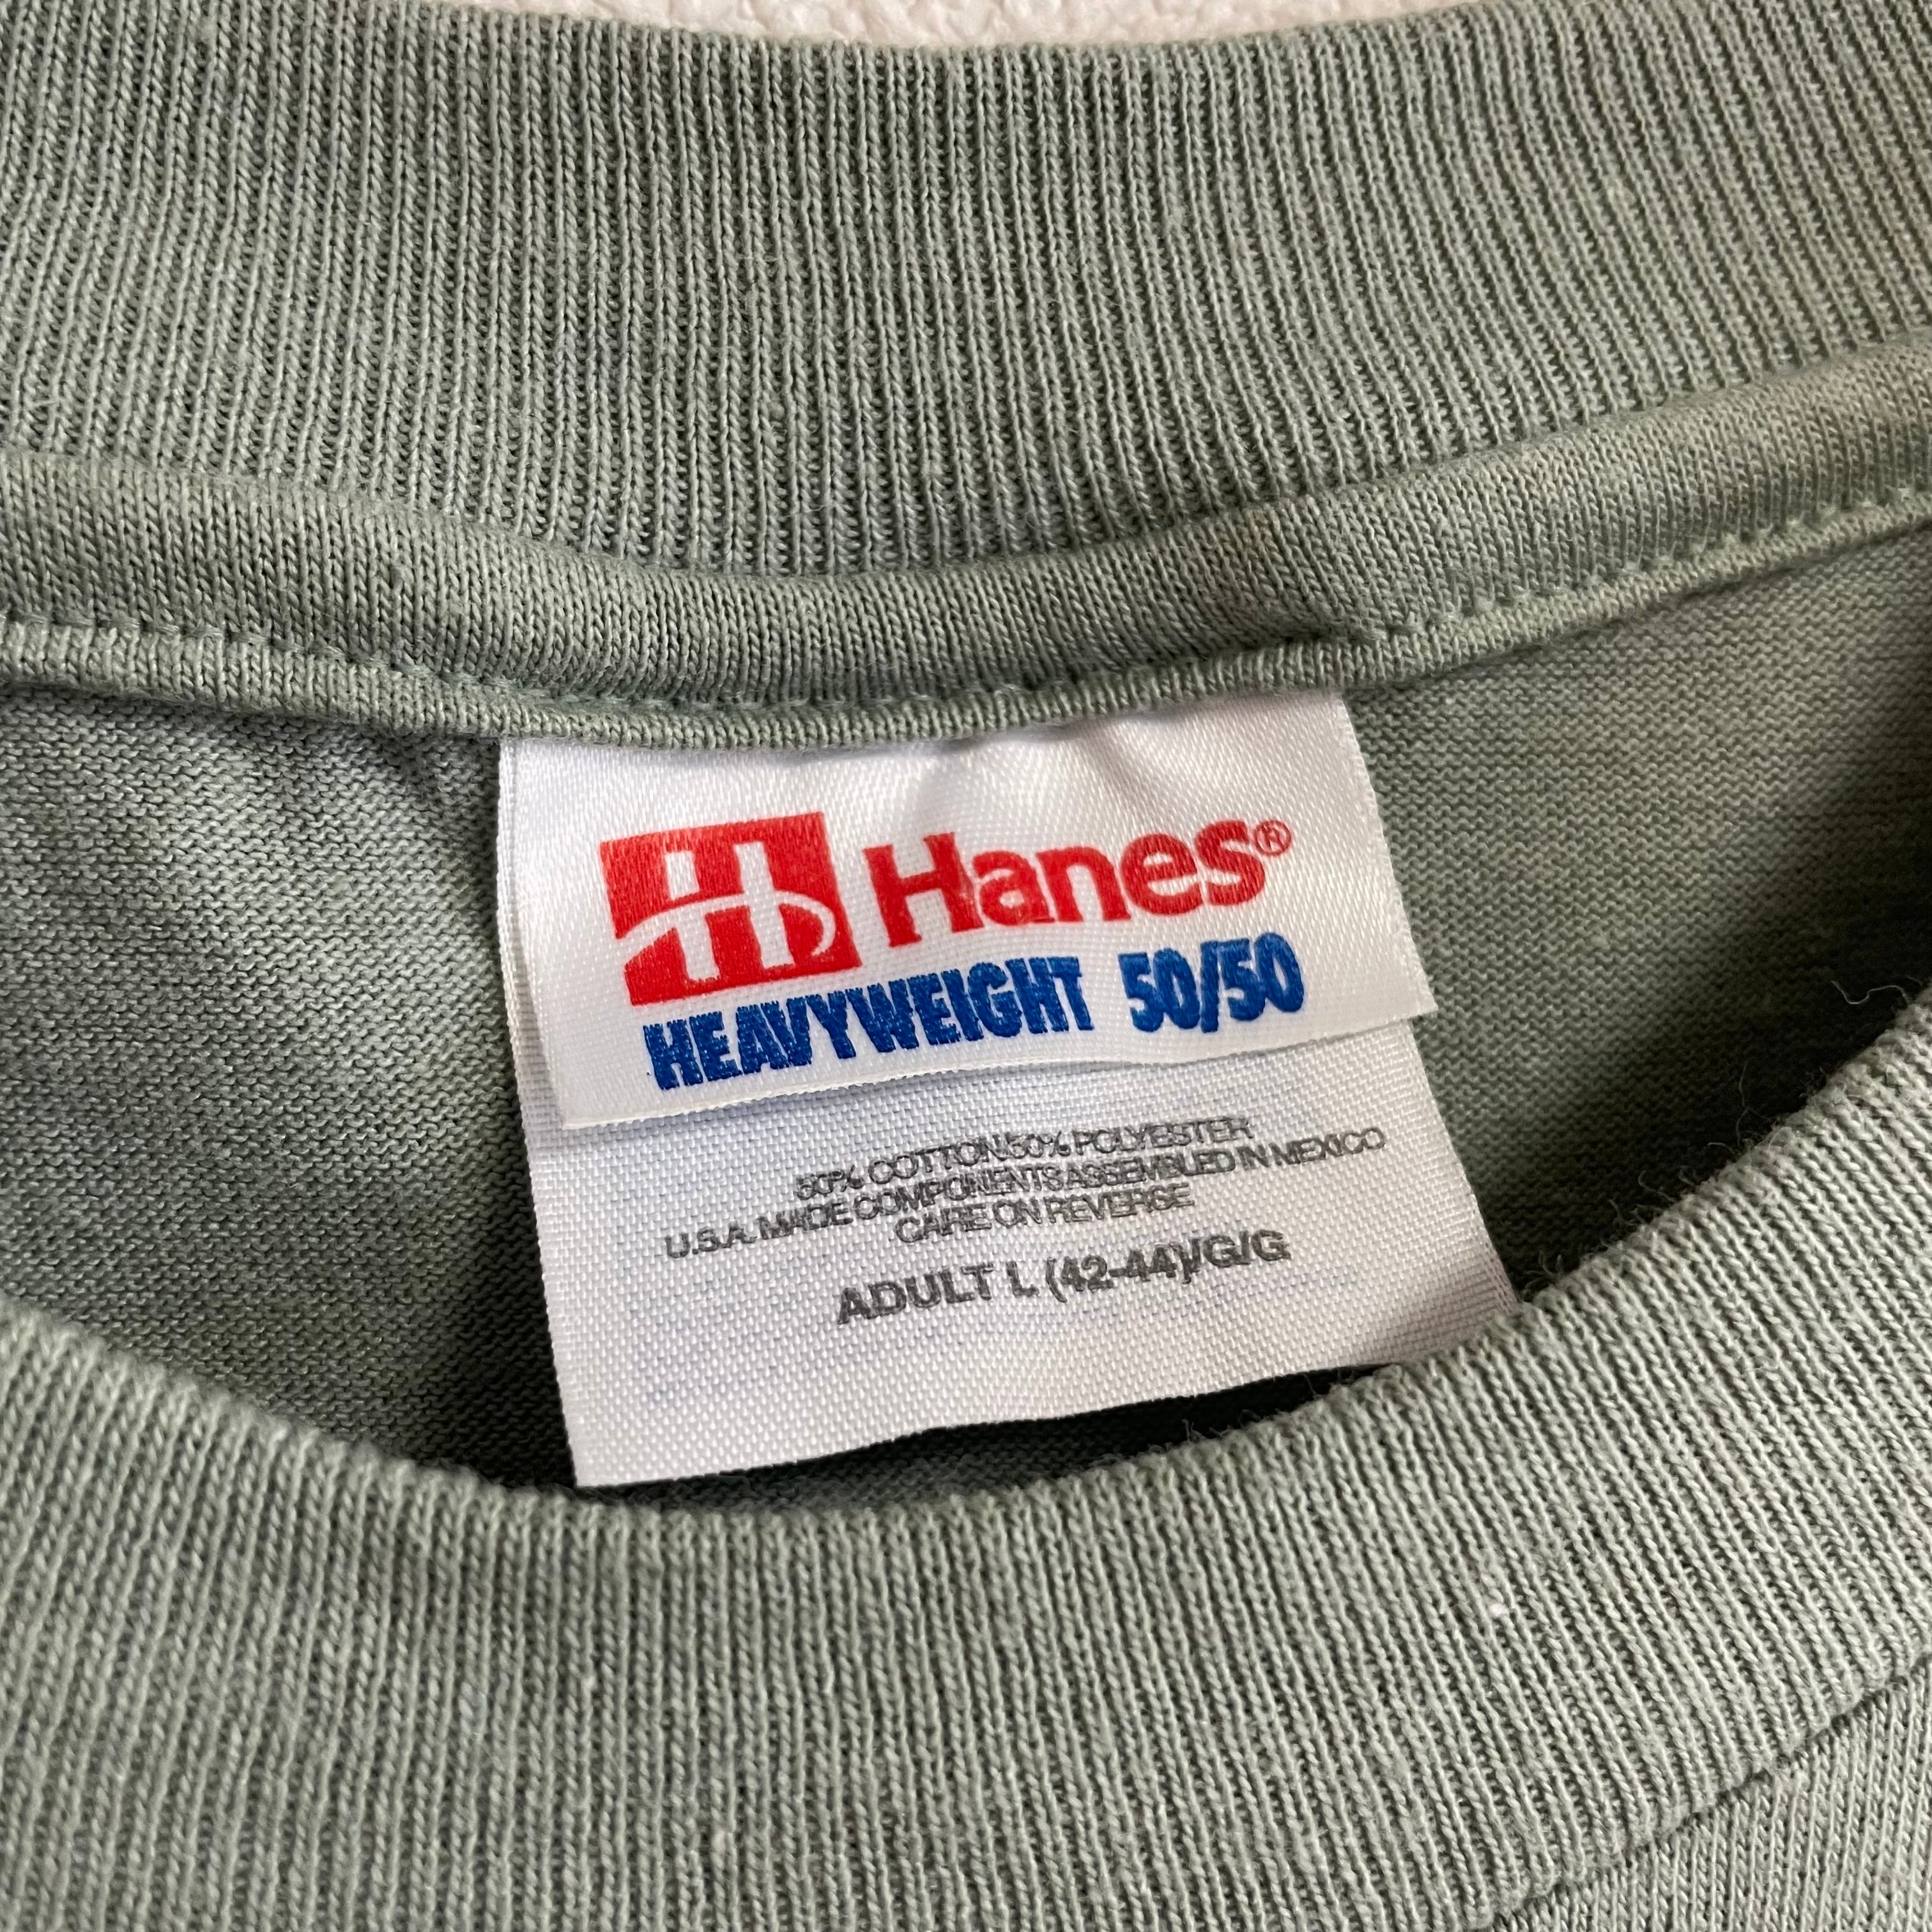 H Hanes®
HEAVYWEIGHT 50/50
50% COTTON/50% POLYESTER
U.S.A. MADE COMPONENTS ASSEMBLED IN MEXICO
CARE ON REVERSE
ADULT L (42-44)/G/G